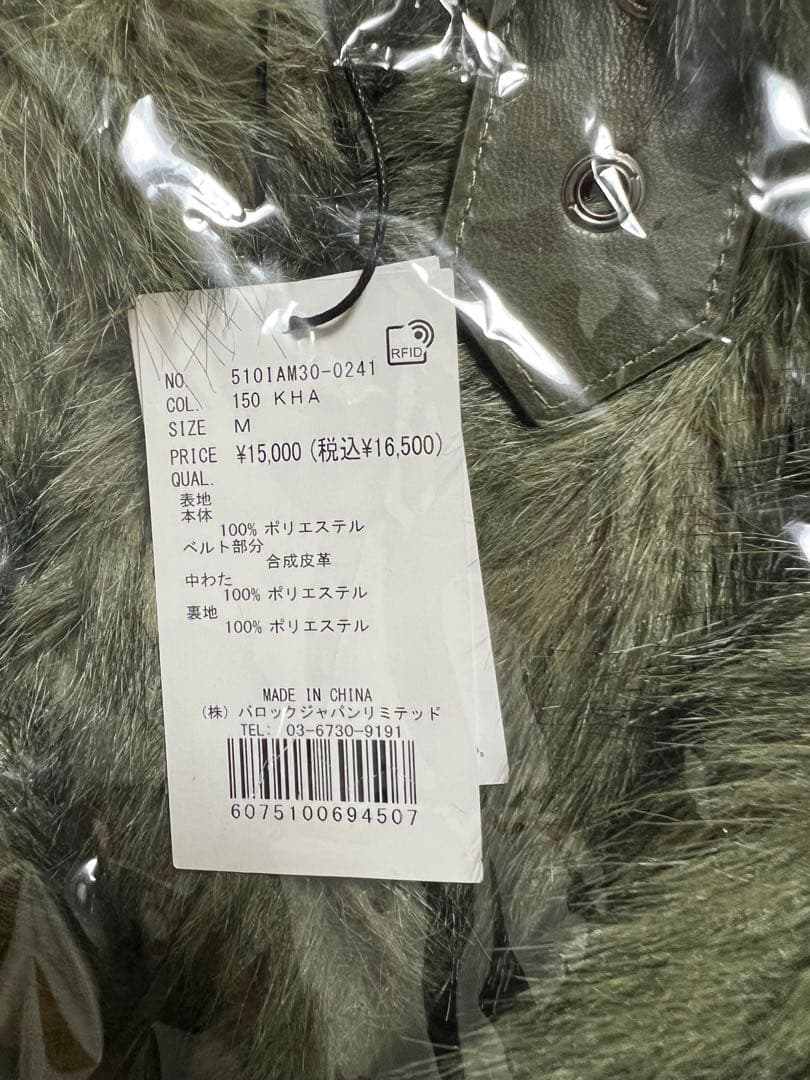 RFID
NO. 510IAM30-0241
COL. 150 KHA
SIZE M
PRICE ¥15,000 (税込¥16,500)
QUAL.
表地
本体
100% ポリエステル
ベルト部分
合成皮革
中わた
100% ポリエステル
裏地
100% ポリエステル
MADE IN CHINA
(株) バロックジャパンリミテッド
TEL: 03-6730-9191
6075100694507